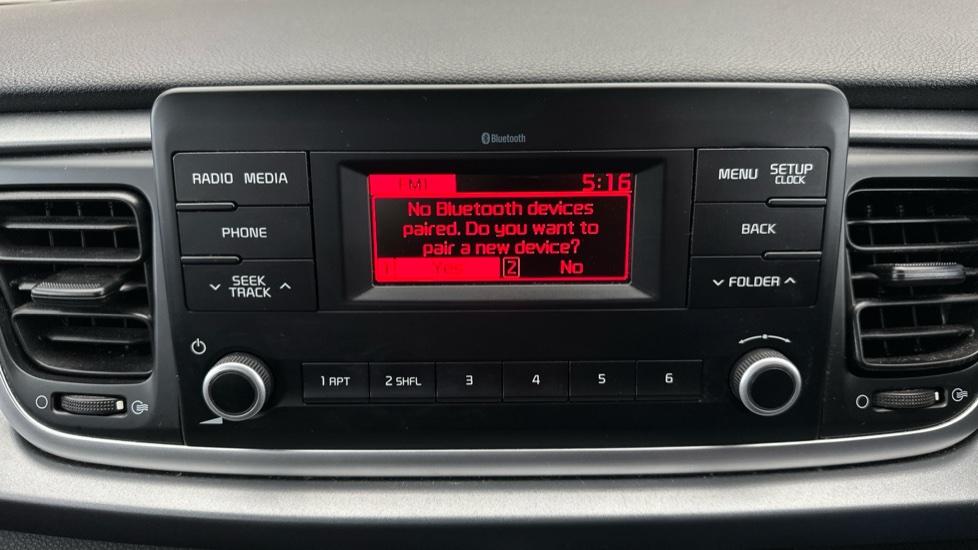 Bluetooth
RADIO MEDIA
PHONE
SEEK
TRACK
FM1 5:16
No Bluetooth devices
paired. Do you want to
pair a new device?
1 Yes 2 No
MENU SETUP
CLOCK
BACK
FOLDER
1 RPT 2 SHFL 3 4 5 6